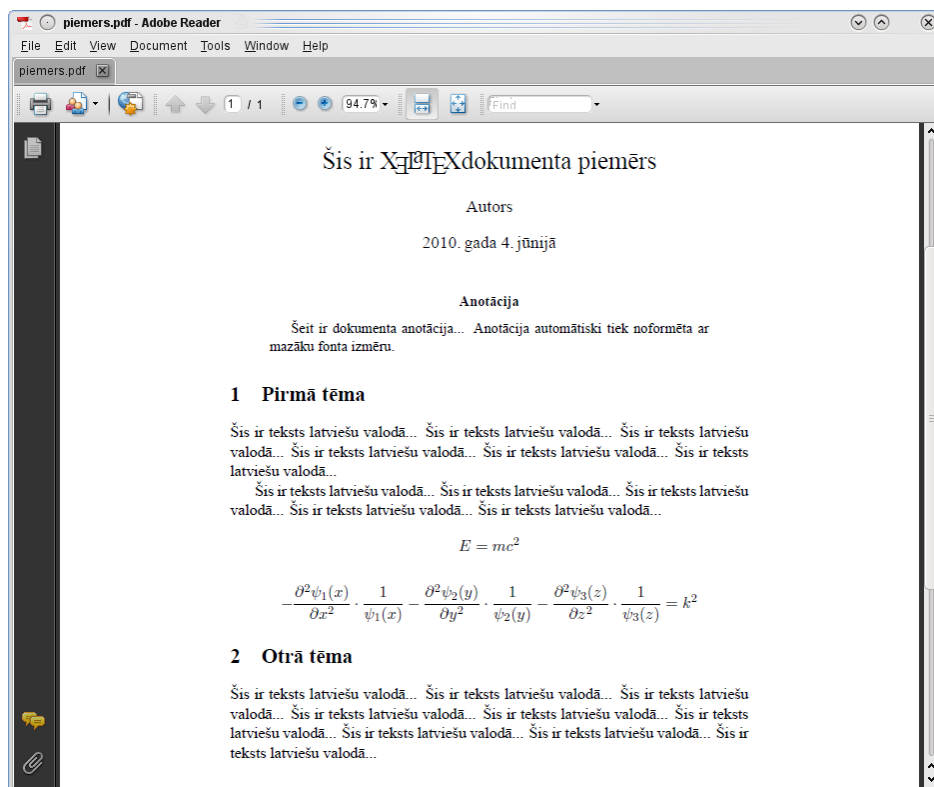 piemers.pdf - Adobe Reader
File Edit View Document Tools Window Help
piemers.pdf
1 / 1 94.7% Find
Šis ir XƎLATEXdokumenta piemērs
Autors
2010. gada 4. jūnijā
Anotācija
Šeit ir dokumenta anotācija... Anotācija automātiski tiek noformēta ar
mazāku fonta izmēru.
1 Pirmā tēma
Šis ir teksts latviešu valodā... Šis ir teksts latviešu valodā... Šis ir teksts latviešu
valodā... Šis ir teksts latviešu valodā... Šis ir teksts latviešu valodā... Šis ir teksts
latviešu valodā...
Šis ir teksts latviešu valodā... Šis ir teksts latviešu valodā... Šis ir teksts latviešu
valodā... Šis ir teksts latviešu valodā... Šis ir teksts latviešu valodā...
E = mc²
−∂²ψ₁(x)/∂x² · 1/ψ₁(x) − ∂²ψ₂(y)/∂y² · 1/ψ₂(y) − ∂²ψ₃(z)/∂z² · 1/ψ₃(z) = k²
2 Otrā tēma
Šis ir teksts latviešu valodā... Šis ir teksts latviešu valodā... Šis ir teksts latviešu
valodā... Šis ir teksts latviešu valodā... Šis ir teksts latviešu valodā... Šis ir teksts
latviešu valodā... Šis ir teksts latviešu valodā... Šis ir teksts latviešu valodā... Šis ir
teksts latviešu valodā...